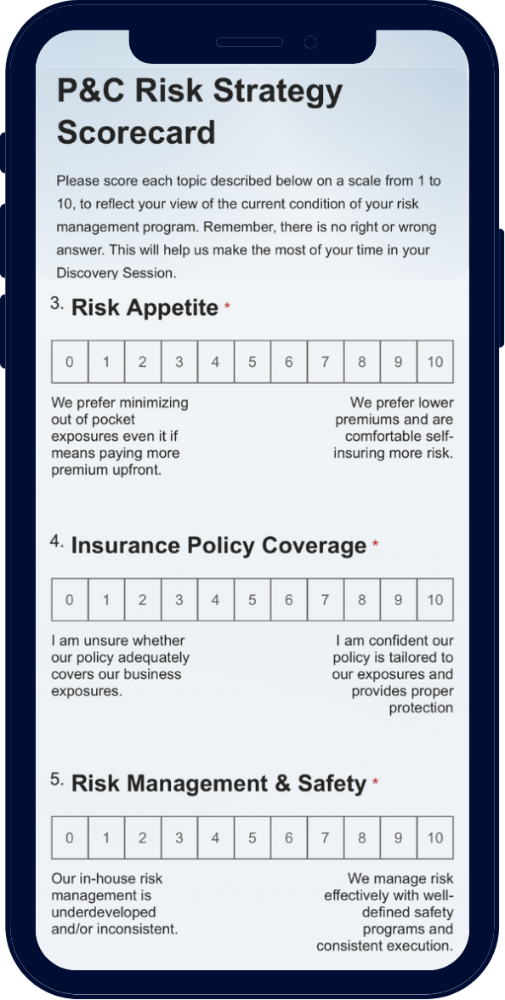 P&C Risk Strategy
Scorecard
Please score each topic described below on a scale from 1 to
10, to reflect your view of the current condition of your risk
management program. Remember, there is no right or wrong
answer. This will help us make the most of your time in your
Discovery Session.
3. Risk Appetite *
0 1 2 3 4 5 6 7 8 9 10
We prefer minimizing
out of pocket
exposures even it if
means paying more
premium upfront.
We prefer lower
premiums and are
comfortable self-
insuring more risk.
4. Insurance Policy Coverage *
0 1 2 3 4 5 6 7 8 9 10
I am unsure whether
our policy adequately
covers our business
exposures.
I am confident our
policy is tailored to
our exposures and
provides proper
protection
5. Risk Management & Safety *
0 1 2 3 4 5 6 7 8 9 10
Our in-house risk
management is
underdeveloped
and/or inconsistent.
We manage risk
effectively with well-
defined safety
programs and
consistent execution.